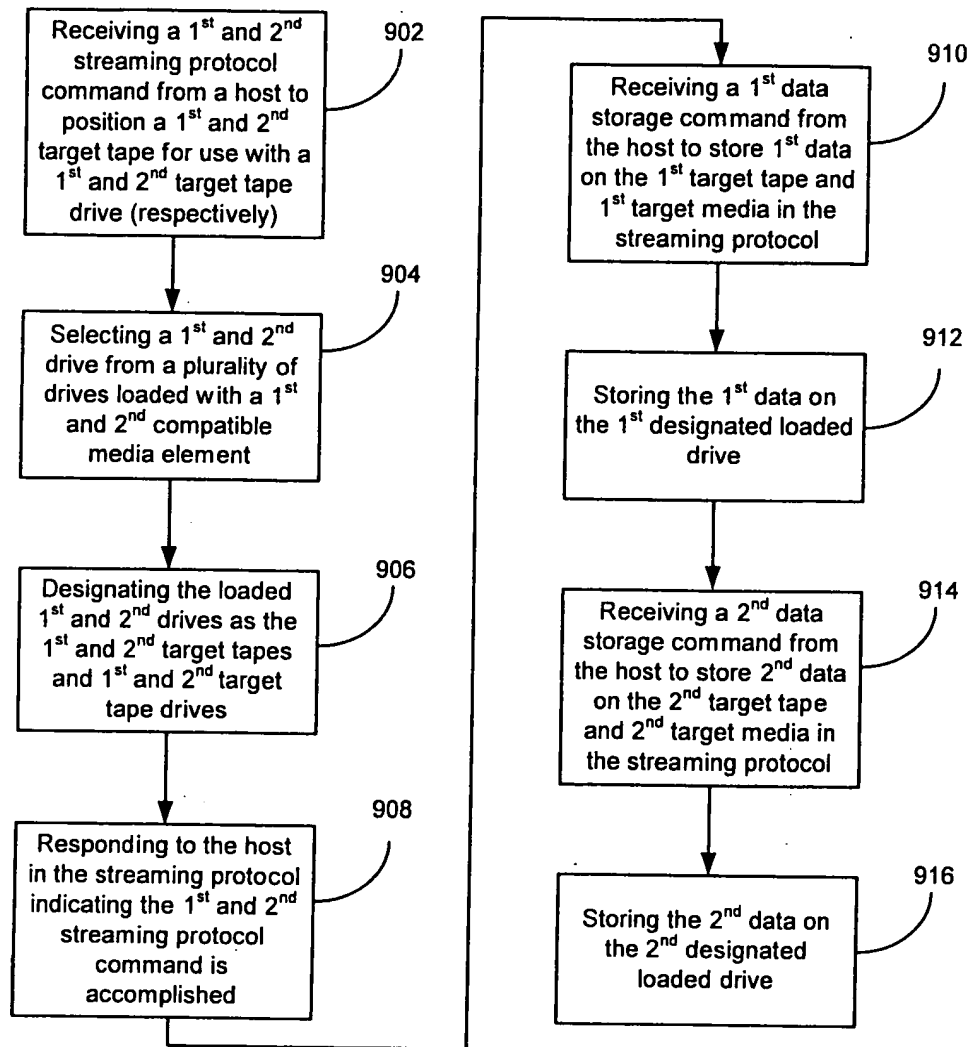 Receiving a 1st and 2nd
streaming protocol
command from a host to
position a 1st and 2nd
target tape for use with a
1st and 2nd target tape
drive (respectively)
902
Selecting a 1st and 2nd
drive from a plurality of
drives loaded with a 1st
and 2nd compatible
media element
904
Designating the loaded
1st and 2nd drives as the
1st and 2nd target tapes
and 1st and 2nd target
tape drives
906
Responding to the host
in the streaming protocol
indicating the 1st and 2nd
streaming protocol
command is
accomplished
908
Receiving a 1st data
storage command from
the host to store 1st data
on the 1st target tape and
1st target media in the
streaming protocol
910
Storing the 1st data on
the 1st designated loaded
drive
912
Receiving a 2nd data
storage command from
the host to store 2nd data
on the 2nd target tape
and 2nd target media in
the streaming protocol
914
Storing the 2nd data on
the 2nd designated
loaded drive
916